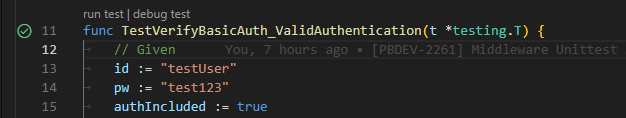 run test | debug test
11 func TestVerifyBasicAuth_ValidAuthentication(t *testing.T) {
12 // Given You, 7 hours ago • [PBDEV-2261] Middleware Unittest
13 id := "testUser"
14 pw := "test123"
15 authIncluded := true